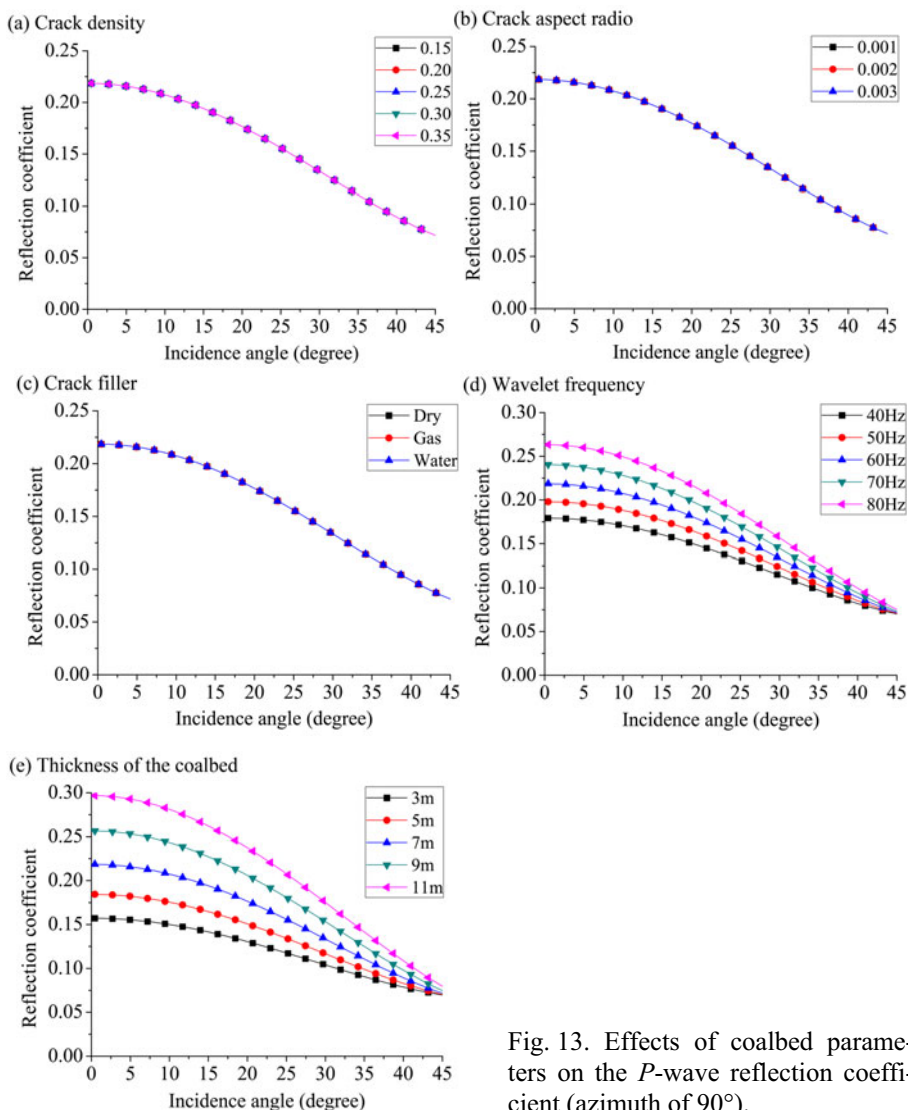 (a) Crack density
0.25
0.20
0.15
0.10
0.05
0.00
Reflection coefficient
0.15
0.20
0.25
0.30
0.35
0 5 10 15 20 25 30 35 40 45
Incidence angle (degree)
(b) Crack aspect radio
0.25
0.20
0.15
0.10
0.05
0.00
Reflection coefficient
0.001
0.002
0.003
0 5 10 15 20 25 30 35 40 45
Incidence angle (degree)
(c) Crack filler
0.25
0.20
0.15
0.10
0.05
0.00
Reflection coefficient
Dry
Gas
Water
0 5 10 15 20 25 30 35 40 45
Incidence angle (degree)
(d) Wavelet frequency
0.30
0.25
0.20
0.15
0.10
0.05
0.00
Reflection coefficient
40Hz
50Hz
60Hz
70Hz
80Hz
0 5 10 15 20 25 30 35 40 45
Incidence angle (degree)
(e) Thickness of the coalbed
0.30
0.25
0.20
0.15
0.10
0.05
0.00
Reflection coefficient
3m
5m
7m
9m
11m
0 5 10 15 20 25 30 35 40 45
Incidence angle (degree)
Fig. 13. Effects of coalbed parame-
ters on the P-wave reflection coeffi-
cient (azimuth of 90°).